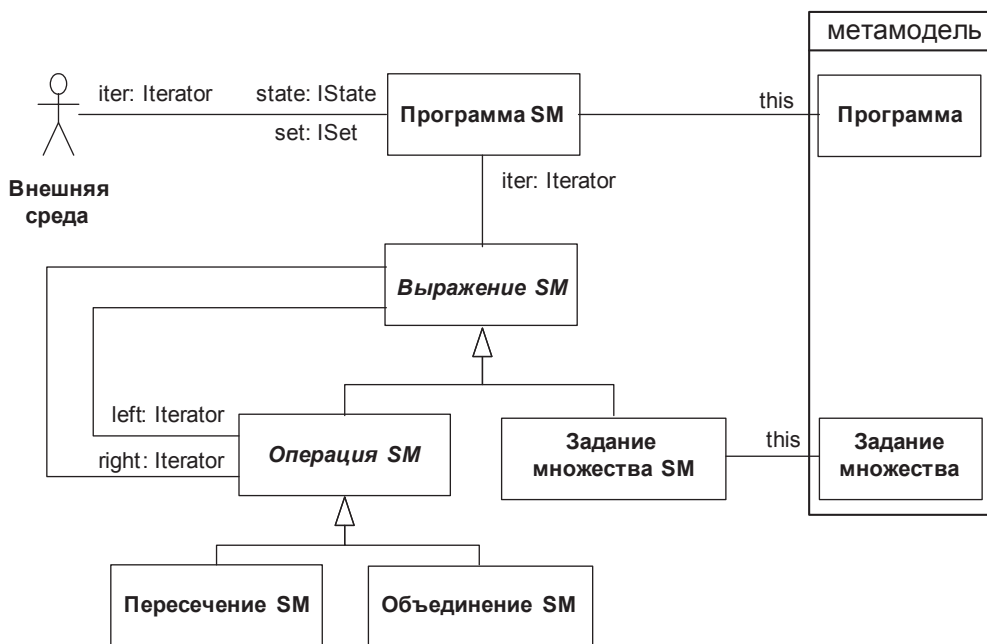 метамодель
iter: Iterator
state: IState
set: ISet
Программа SM
this
Программа
Внешняя
среда
iter: Iterator
Выражение SM
left: Iterator
right: Iterator
Операция SM
Задание
множества SM
this
Задание
множества
Пересечение SM
Объединение SM